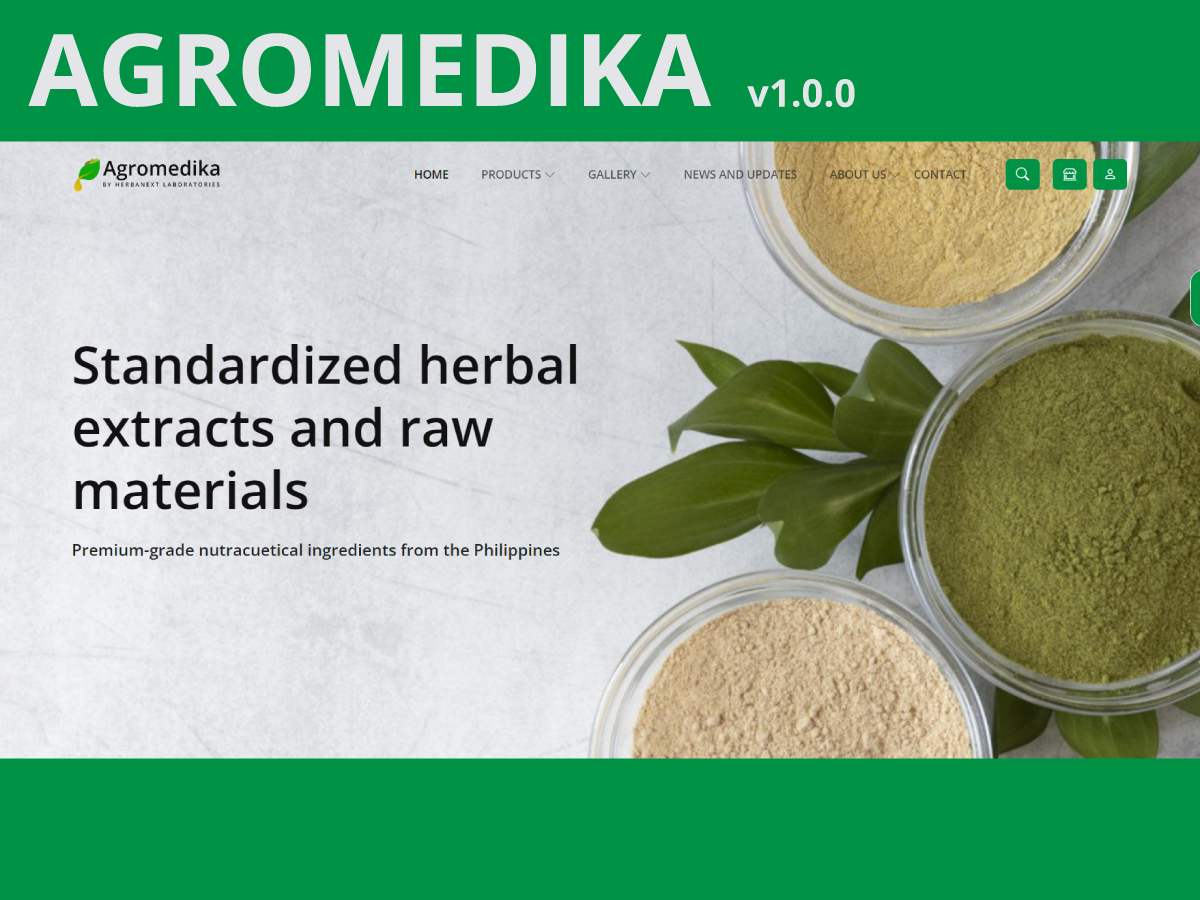 AGROMEDIKA v1.0.0
Agromedika
BY HERBANEXT LABORATORIES
HOME PRODUCTS GALLERY NEWS AND UPDATES ABOUT US CONTACT
Standardized herbal
extracts and raw
materials
Premium-grade nutracuetical ingredients from the Philippines